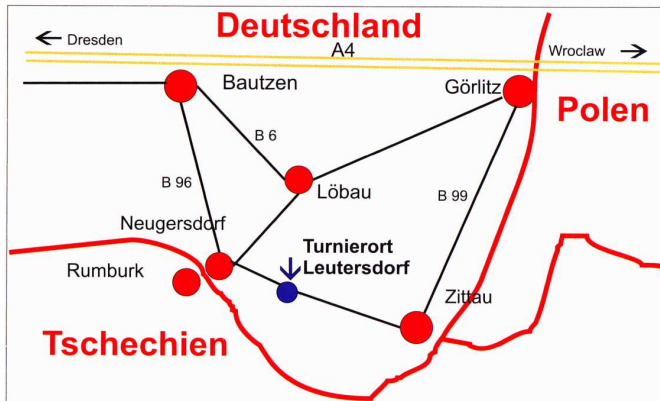 Deutschland
Dresden
A4
Wroclaw
Bautzen
Görlitz
Polen
B 6
B 96
Löbau
B 99
Neugersdorf
Turnierort
Leutersdorf
Rumburk
Zittau
Tschechien